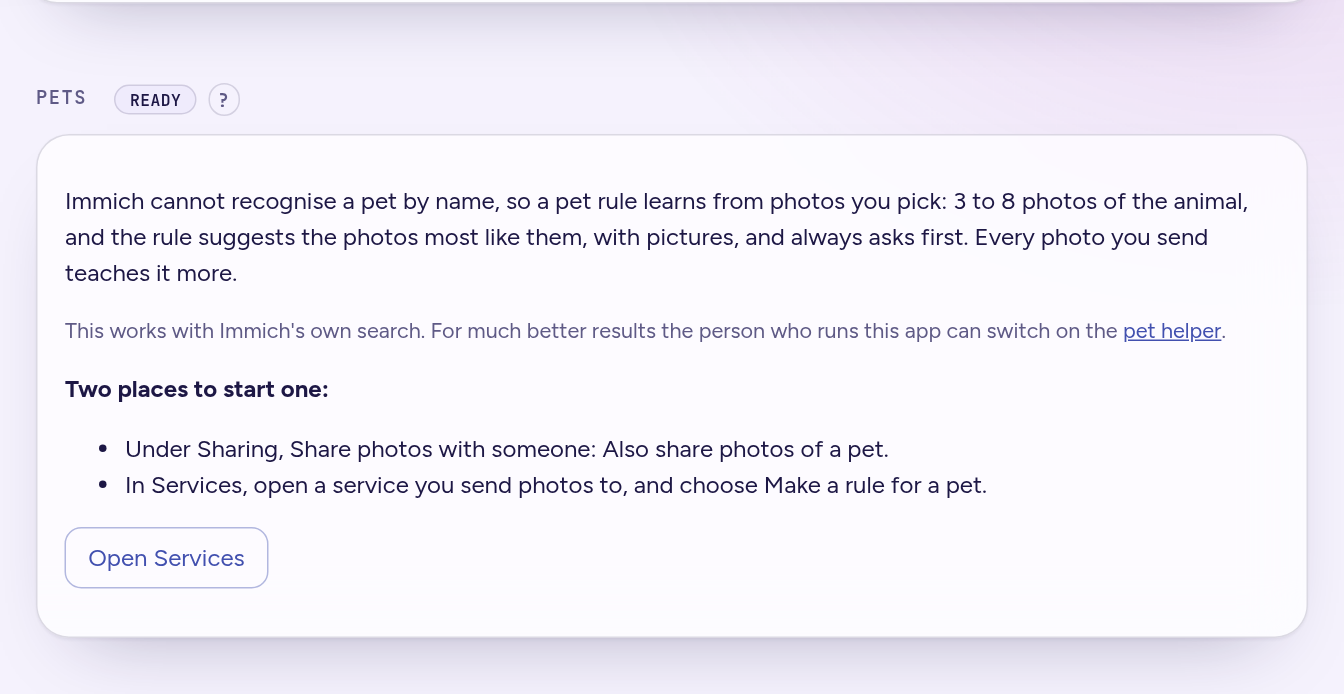 PETS READY ?
Immich cannot recognise a pet by name, so a pet rule learns from photos you pick: 3 to 8 photos of the animal,
and the rule suggests the photos most like them, with pictures, and always asks first. Every photo you send
teaches it more.
This works with Immich's own search. For much better results the person who runs this app can switch on the pet helper.
Two places to start one:
• Under Sharing, Share photos with someone: Also share photos of a pet.
• In Services, open a service you send photos to, and choose Make a rule for a pet.
Open Services